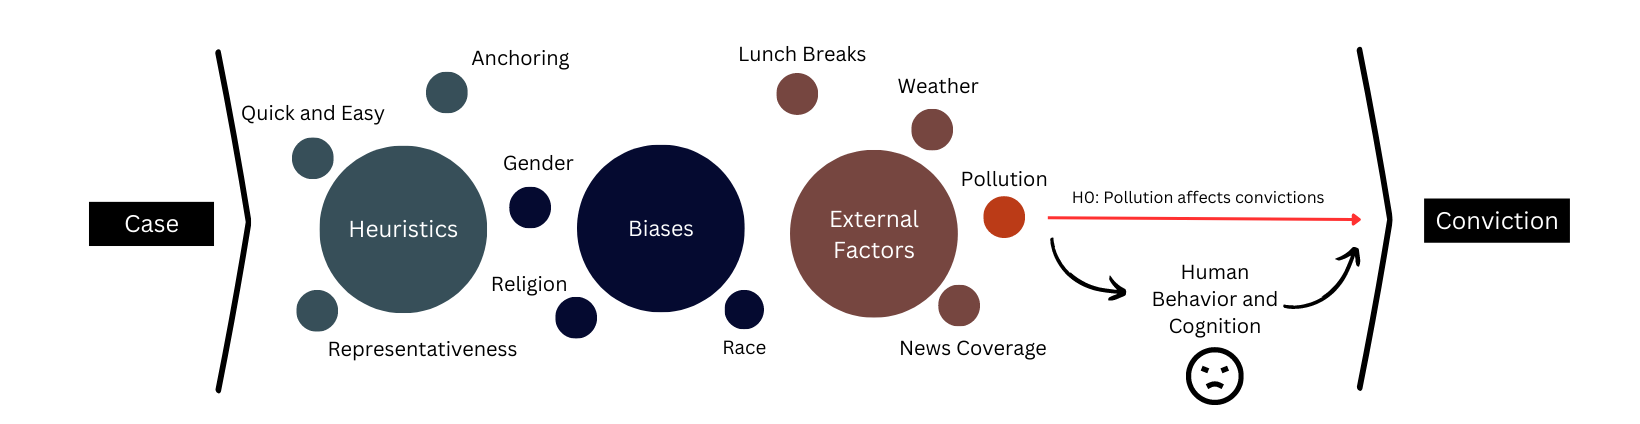 Case
Quick and Easy
Anchoring
Heuristics
Representativeness
Gender
Religion
Biases
Race
Lunch Breaks
Weather
External
Factors
Pollution
News Coverage
H0: Pollution affects convictions
Human
Behavior and
Cognition
Conviction